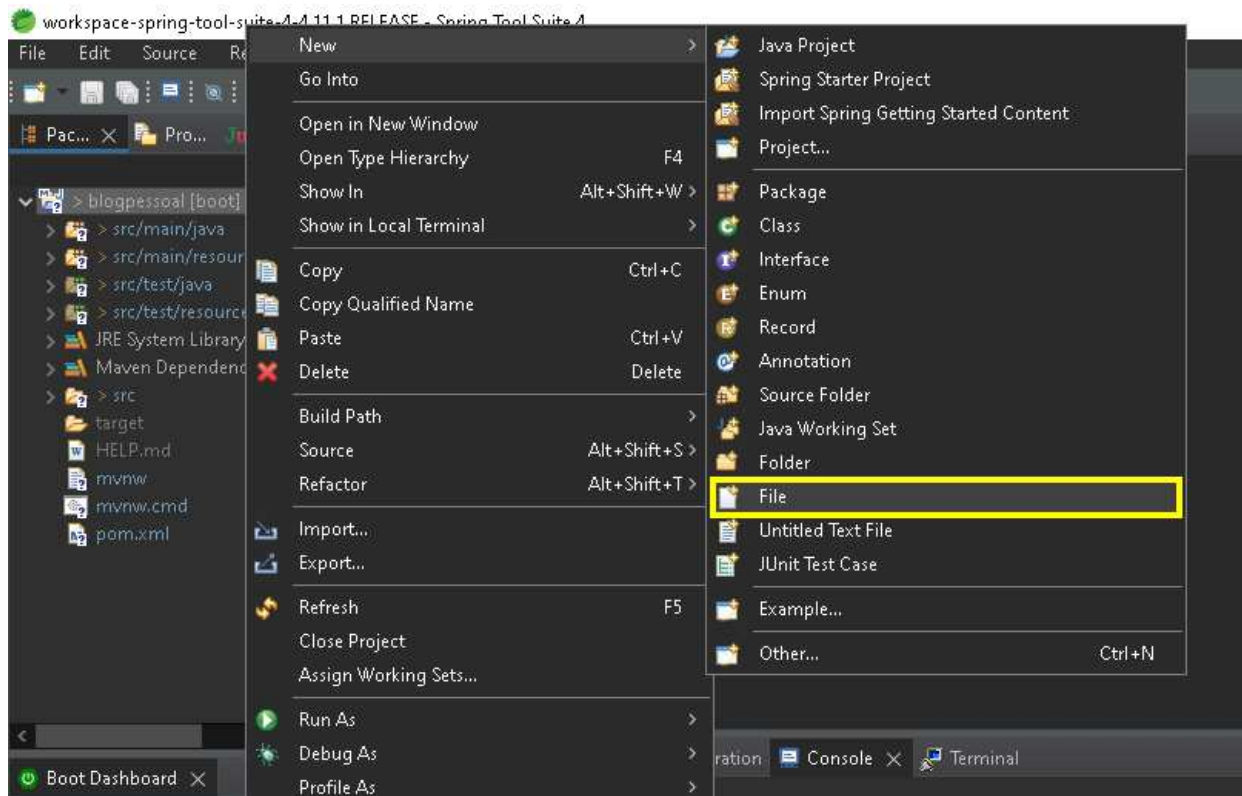 workspace-spring-tool-suite-4-4.11.1.RELEASE - Spring Tool Suite 4
File Edit Source Re
Pac... Pro... Ju
> blogpessoal [boot]
> src/main/java
> src/main/resour
> src/test/java
> src/test/resource
JRE System Library
Maven Dependenc
> src
target
HELP.md
mvnw
mvnw.cmd
pom.xml
Boot Dashboard
New
Go Into
Open in New Window
Open Type Hierarchy F4
Show In Alt+Shift+W >
Show in Local Terminal
Copy Ctrl+C
Copy Qualified Name
Paste Ctrl+V
Delete Delete
Build Path
Source Alt+Shift+S >
Refactor Alt+Shift+T >
Import...
Export...
Refresh F5
Close Project
Assign Working Sets...
Run As
Debug As
Profile As
Java Project
Spring Starter Project
Import Spring Getting Started Content
Project...
Package
Class
Interface
Enum
Record
Annotation
Source Folder
Java Working Set
Folder
File
Untitled Text File
JUnit Test Case
Example...
Other... Ctrl+N
ration Console Terminal